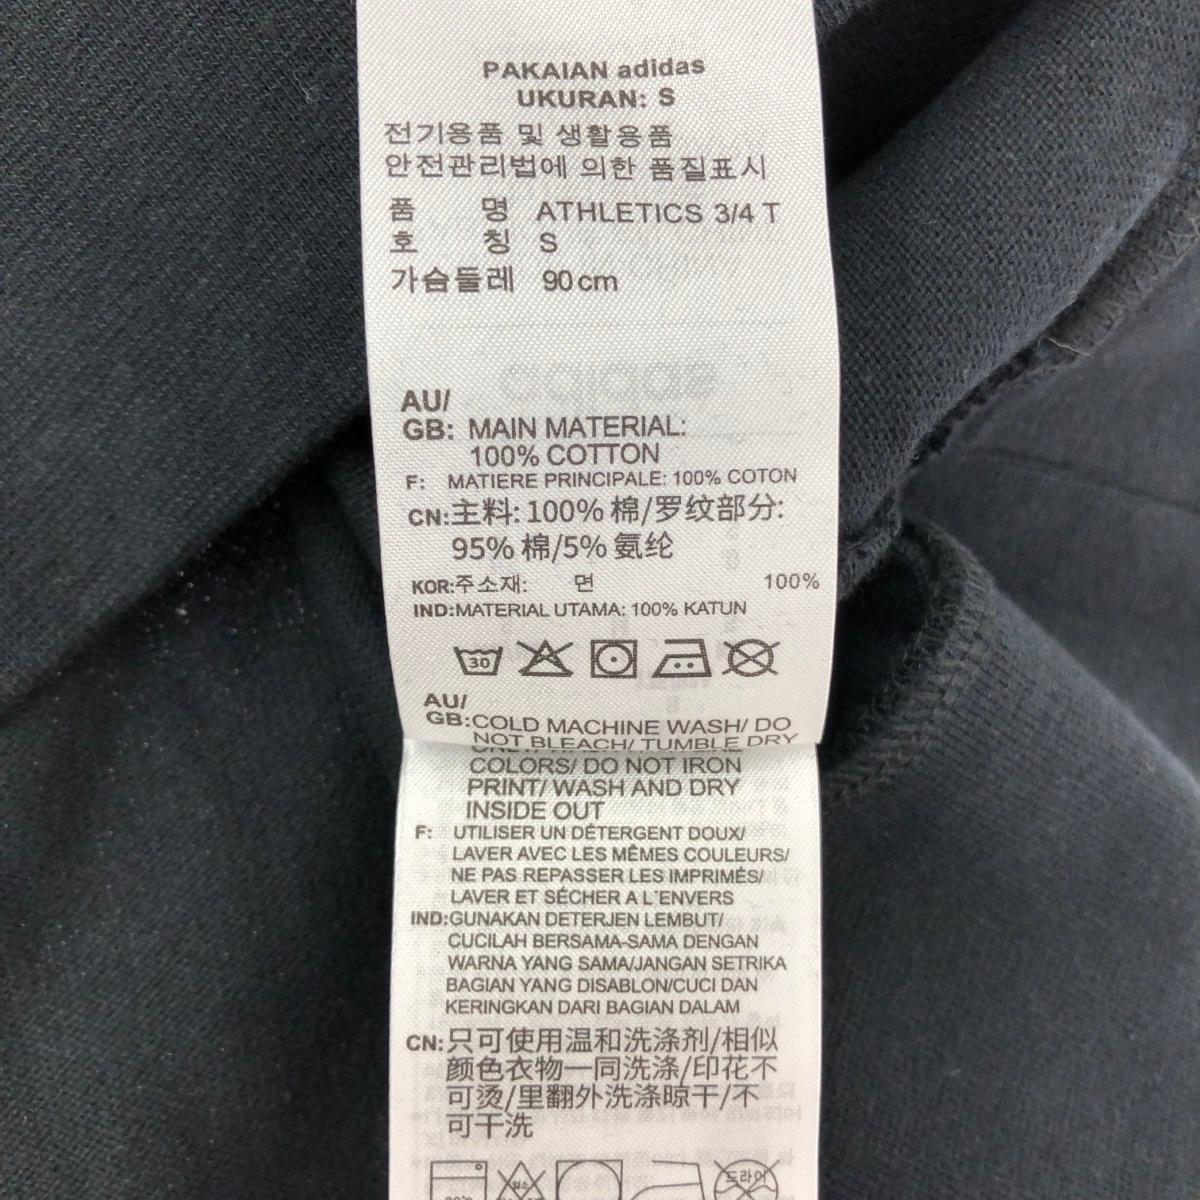 PAKAIAN adidas
UKURAN: S
전기용품 및 생활용품
안전관리법에 의한 품질표시
품 명 ATHLETICS 3/4 T
호 칭 S
가슴둘레 90cm
AU/
GB: MAIN MATERIAL:
100% COTTON
F: MATIERE PRINCIPALE: 100% COTON
CN:主料: 100% 棉/罗纹部分:
95% 棉/5% 氨纶
KOR:주소재: 면 100%
IND:MATERIAL UTAMA: 100% KATUN
30
AU/
GB:COLD MACHINE WASH/ DO
NOT BLEACH/ TUMBLE DRY
COLORS/ DO NOT IRON
PRINT/ WASH AND DRY
INSIDE OUT
F: UTILISER UN DÉTERGENT DOUX/
LAVER AVEC LES MÊMES COULEURS/
NE PAS REPASSER LES IMPRIMÉS/
LAVER ET SÉCHER A L'ENVERS
IND:GUNAKAN DETERJEN LEMBUT/
CUCILAH BERSAMA-SAMA DENGAN
WARNA YANG SAMA/JANGAN SETRIKA
BAGIAN YANG DISABLON/CUCI DAN
KERINGKAN DARI BAGIAN DALAM
CN:只可使用温和洗涤剂/相似
颜色衣物一同洗涤/印花不
可烫/里翻外洗涤晾干/不
可干洗
드라이